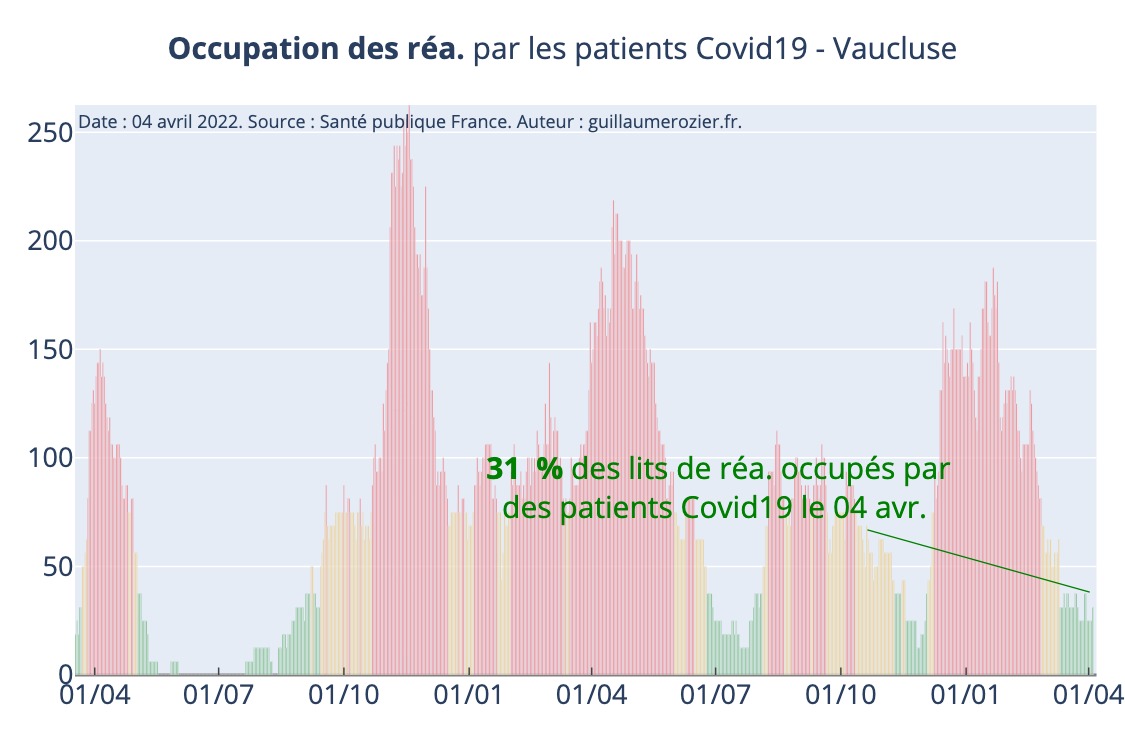 Occupation des réa. par les patients Covid19 - Vaucluse
Date : 04 avril 2022. Source : Santé publique France. Auteur : guillaumerozier.fr.
250
200
150
100
50
0
31 % des lits de réa. occupés par
des patients Covid19 le 04 avr.
01/04 01/07 01/10 01/01 01/04 01/07 01/10 01/01 01/04